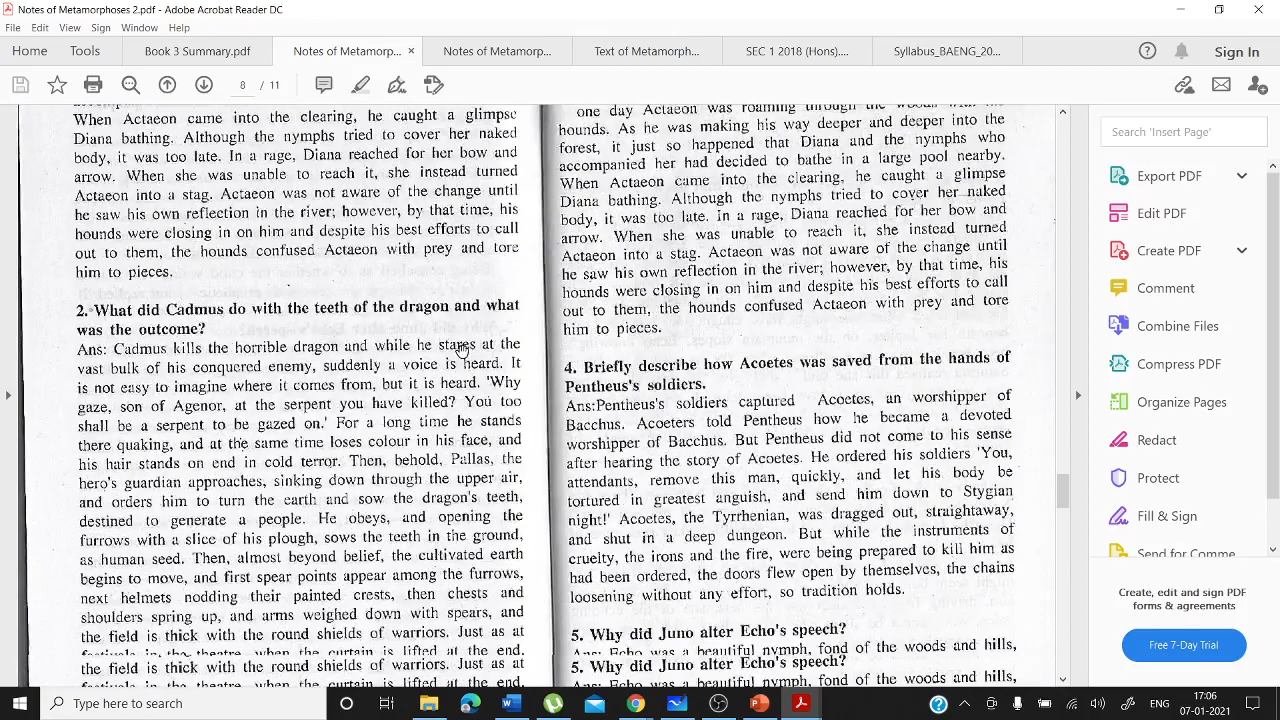 Notes of Metamorphoses 2.pdf - Adobe Acrobat Reader DC
File Edit View Sign Window Help
Home Tools Book 3 Summary.pdf Notes of Metamorp... × Notes of Metamorp... Text of Metamorph... SEC 1 2018 (Hons).... Syllabus_BAENG_20... Sign In
8 / 11
When Actaeon came into the clearing, he caught a glimpse
Diana bathing. Although the nymphs tried to cover her naked
body, it was too late. In a rage, Diana reached for her bow and
arrow. When she was unable to reach it, she instead turned
Actaeon into a stag. Actaeon was not aware of the change until
he saw his own reflection in the river; however, by that time, his
hounds were closing in on him and despite his best efforts to call
out to them, the hounds confused Actaeon with prey and tore
him to pieces.
2. What did Cadmus do with the teeth of the dragon and what
was the outcome?
Ans: Cadmus kills the horrible dragon and while he stares at the
vast bulk of his conquered enemy, suddenly a voice is heard. It
is not easy to imagine where it comes from, but it is heard. 'Why
gaze, son of Agenor, at the serpent you have killed? You too
shall be a serpent to be gazed on.' For a long time he stands
there quaking, and at the same time loses colour in his face, and
his hair stands on end in cold terror. Then, behold, Pallas, the
hero's guardian approaches, sinking down through the upper air,
and orders him to turn the earth and sow the dragon's teeth,
destined to generate a people. He obeys, and opening the
furrows with a slice of his plough, sows the teeth in the ground,
as human seed. Then, almost beyond belief, the cultivated earth
begins to move, and first spear points appear among the furrows,
next helmets nodding their painted crests, then chests and
shoulders spring up, and arms weighed down with spears, and
the field is thick with the round shields of warriors. Just as at
festivals in the theatre, when the curtain is lifted at the end,
the field is thick with the round shields of warriors. Just as at
festivals in the theatre, when the curtain is lifted at the end,
one day Actaeon was roaming through the woods with his
hounds. As he was making his way deeper and deeper into the
forest, it just so happened that Diana and the nymphs who
accompanied her had decided to bathe in a large pool nearby.
When Actaeon came into the clearing, he caught a glimpse
Diana bathing. Although the nymphs tried to cover her naked
body, it was too late. In a rage, Diana reached for her bow and
arrow. When she was unable to reach it, she instead turned
Actaeon into a stag. Actaeon was not aware of the change until
he saw his own reflection in the river; however, by that time, his
hounds were closing in on him and despite his best efforts to call
out to them, the hounds confused Actaeon with prey and tore
him to pieces.
4. Briefly describe how Acoetes was saved from the hands of
Pentheus's soldiers.
Ans:Pentheus's soldiers captured Acoetes, an worshipper of
Bacchus. Acoeters told Pentheus how he became a devoted
worshipper of Bacchus. But Pentheus did not come to his sense
after hearing the story of Acoetes. He ordered his soldiers 'You,
attendants, remove this man, quickly, and let his body be
tortured in greatest anguish, and send him down to Stygian
night!' Acoetes, the Tyrrhenian, was dragged out, straightaway,
and shut in a deep dungeon. But while the instruments of
cruelty, the irons and the fire, were being prepared to kill him as
had been ordered, the doors flew open by themselves, the chains
loosening without any effort, so tradition holds.
5. Why did Juno alter Echo's speech?
Ans: Echo was a beautiful nymph, fond of the woods and hills,
5. Why did Juno alter Echo's speech?
Ans: Echo was a beautiful nymph, fond of the woods and hills,
Search 'Insert Page'
Export PDF
Edit PDF
Create PDF
Comment
Combine Files
Compress PDF
Organize Pages
Redact
Protect
Fill & Sign
Send for Comme
Create, edit and sign PDF
forms & agreements
Free 7-Day Trial
Type here to search
ENG
17:06
07-01-2021